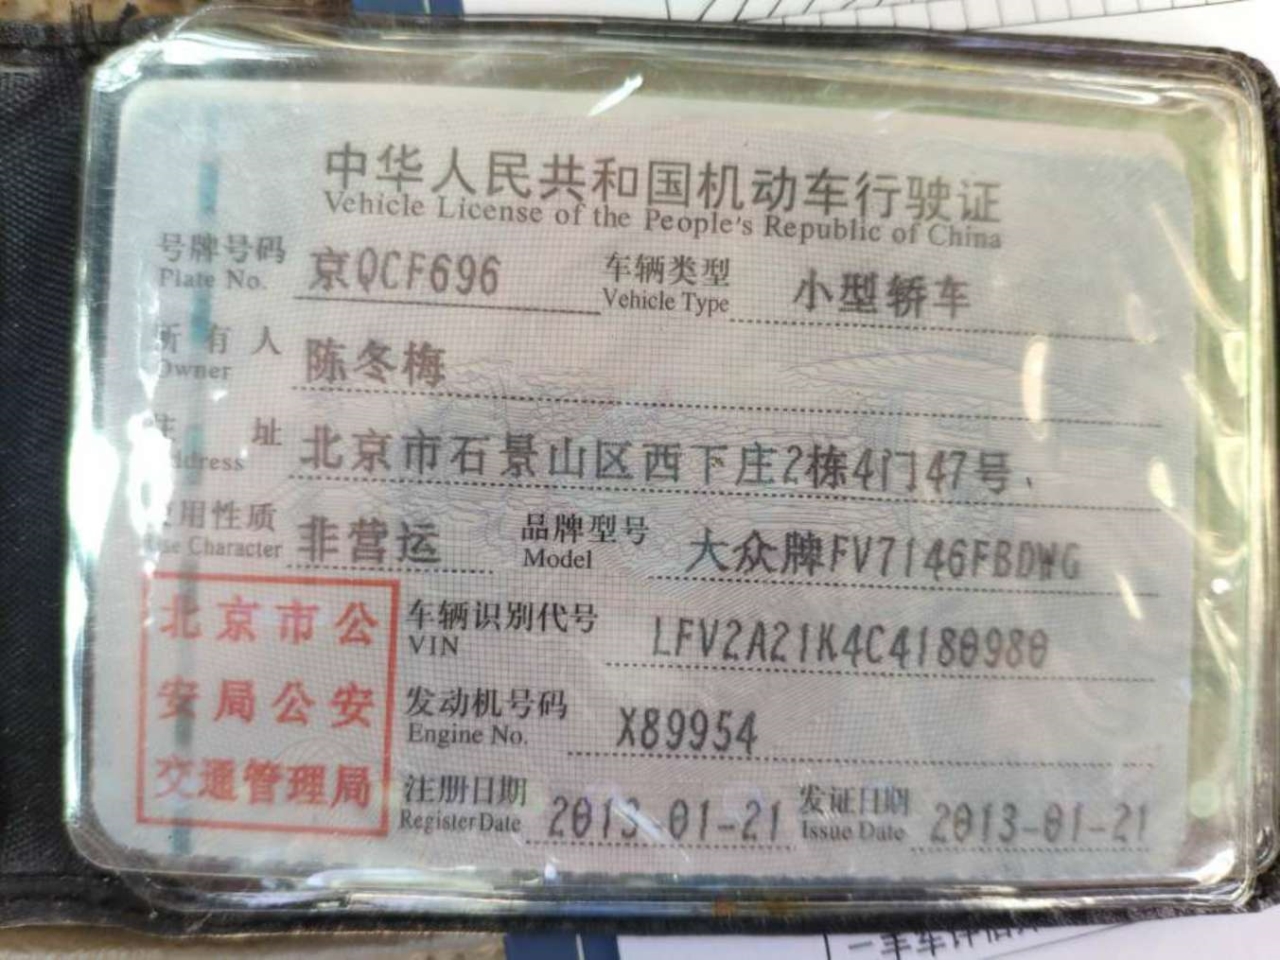 中华人民共和国机动车行驶证
Vehicle License of the People's Republic of China
号牌号码 京QCF696 车辆类型 小型轿车
Plate No. Vehicle Type
所有人 陈冬梅
Owner
住址 北京市石景山区西下庄2栋4门47号
Address
使用性质 非营运 品牌型号 大众牌FV7146FBDWG
Use Character Model
北京市公
安局公安
交通管理局
车辆识别代号 LFV2A21K4C4180980
VIN
发动机号码 X89954
Engine No.
注册日期 2013-01-21 发证日期 2013-01-21
Register Date Issue Date